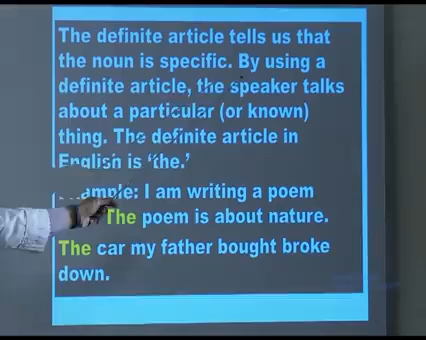 The definite article tells us that
the noun is specific. By using a
definite article, the speaker talks
about a particular (or known)
thing. The definite article in
English is ‘the.’
ample: I am writing a poem
The poem is about nature.
The car my father bought broke
down.